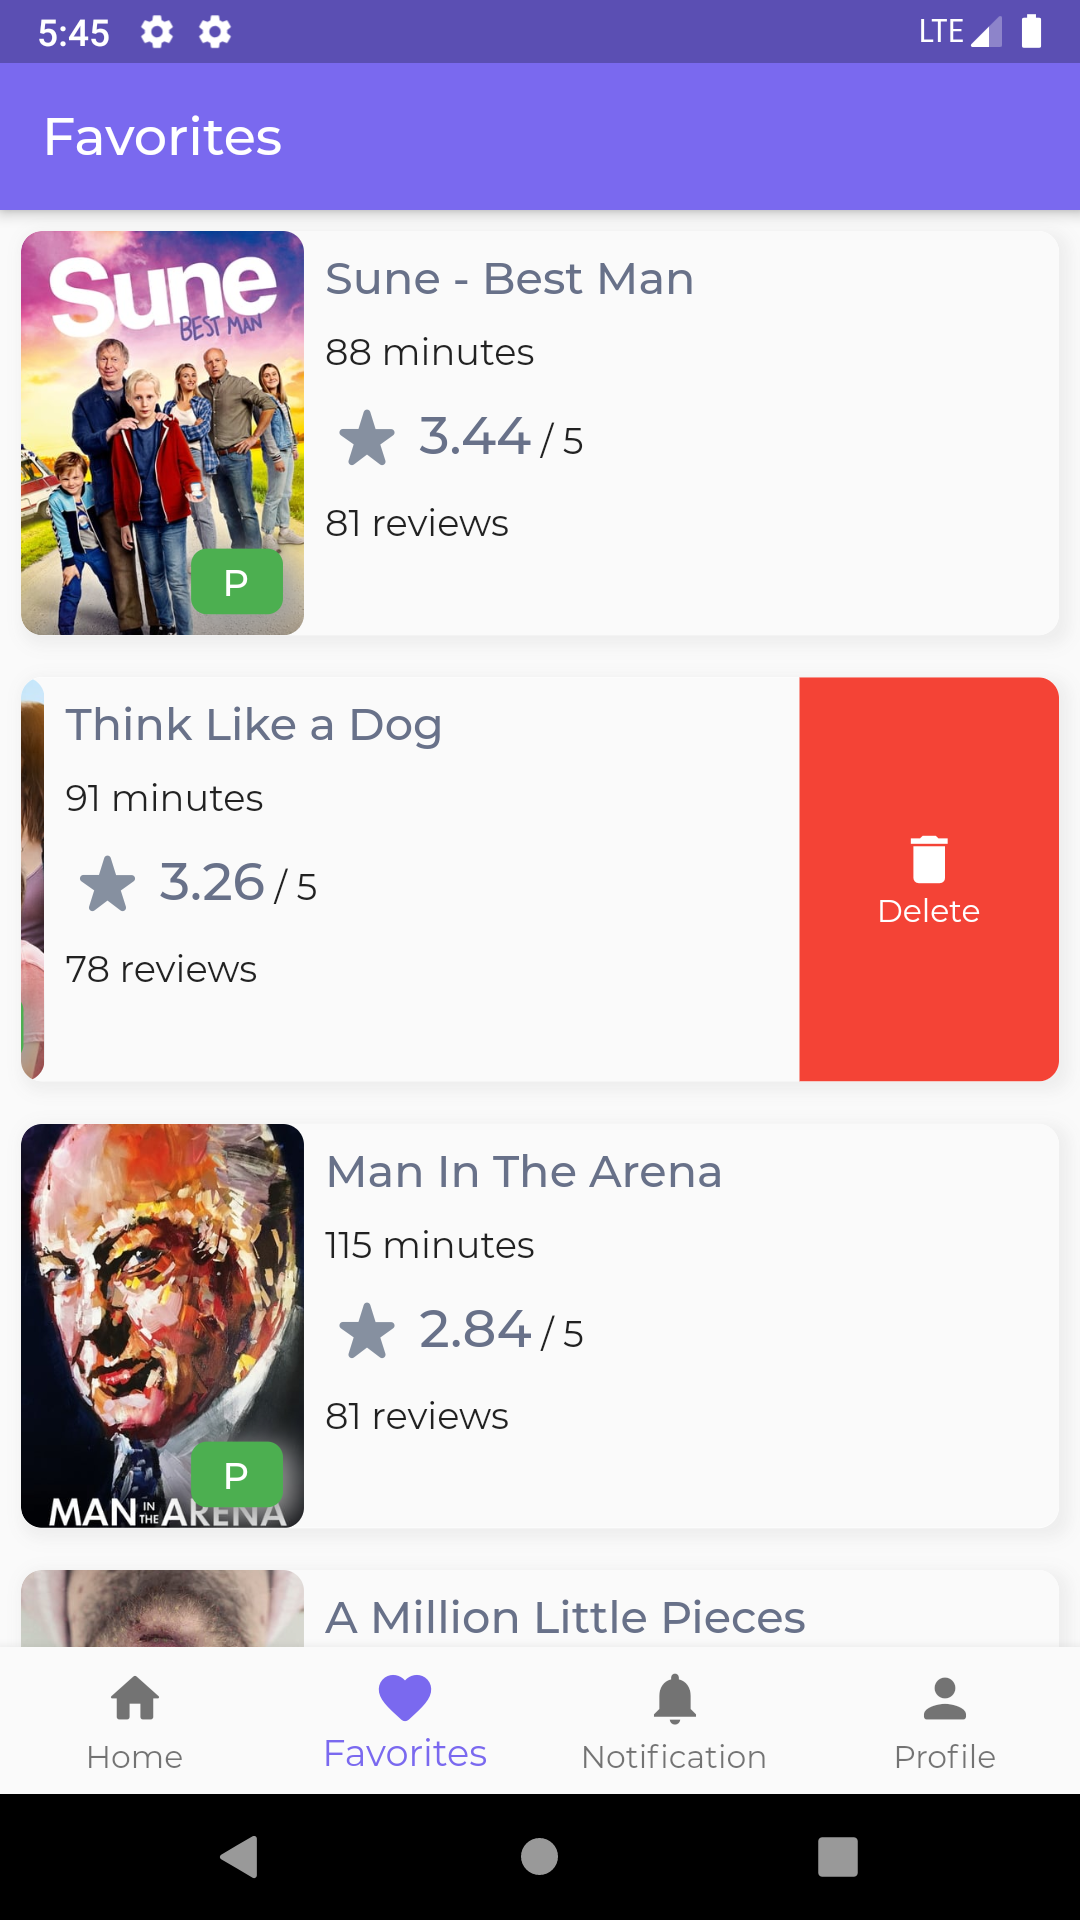 5:45
LTE
Favorites
Sune
BEST MAN
P
Sune - Best Man
88 minutes
3.44 / 5
81 reviews
Think Like a Dog
91 minutes
3.26 / 5
78 reviews
Delete
MAN IN THE ARENA
P
Man In The Arena
115 minutes
2.84 / 5
81 reviews
A Million Little Pieces
Home
Favorites
Notification
Profile